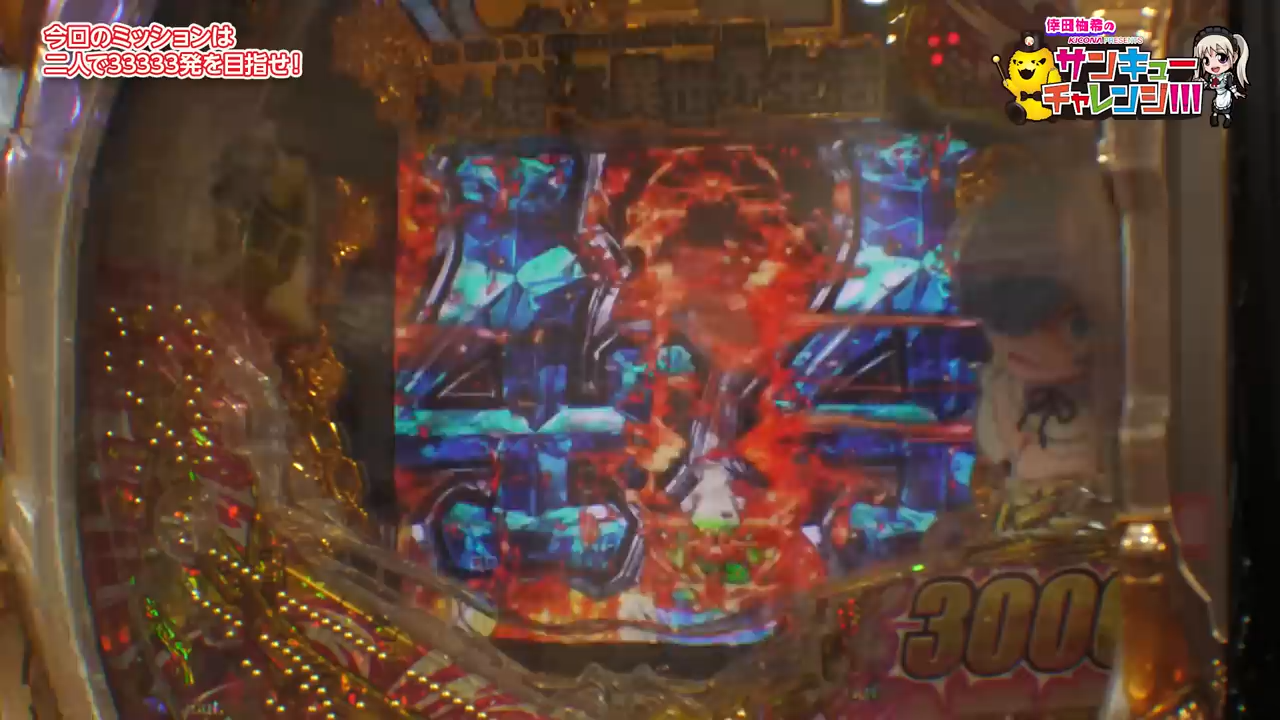 今回のミッションは
二人で33333発を目指せ!
倖田柚希の
KICONA PRESENTS
サンキュー
チャレンジ!!!
3000